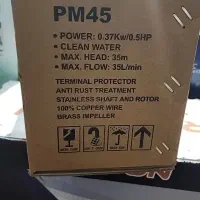 PM45
• POWER: 0.37Kw/0.5HP
• CLEAN WATER
• MAX. HEAD: 35m
• MAX. FLOW: 35L/min
TERMINAL PROTECTOR
ANTI RUST TREATMENT
STAINLESS SHAFT AND ROTOR
100% COPPER WIRE
BRASS IMPELLER